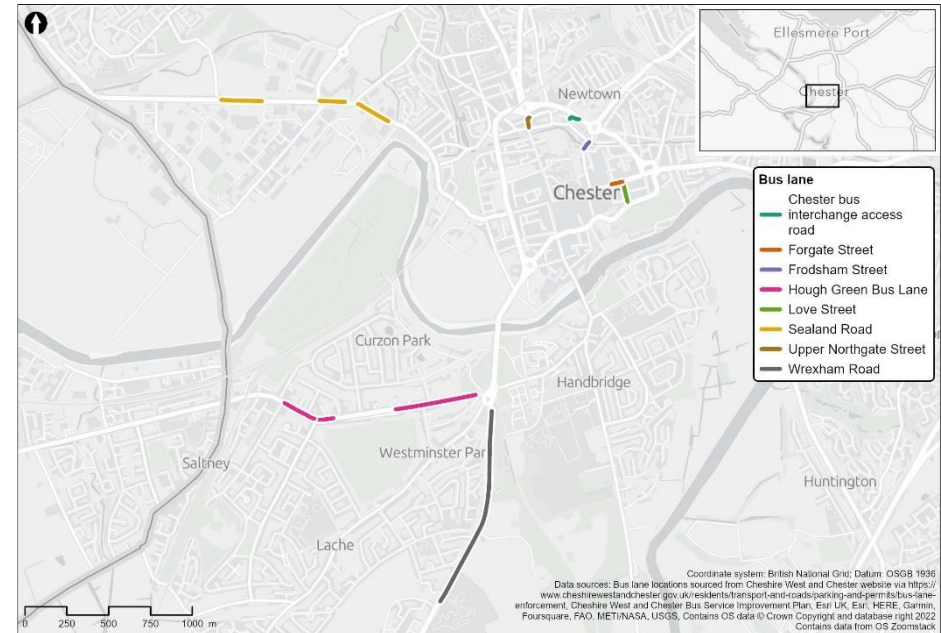 Ellesmere Port
Chester
Newtown
Chester
Bus lane
Chester bus
interchange access
road
Forgate Street
Frodsham Street
Hough Green Bus Lane
Love Street
Sealand Road
Upper Northgate Street
Wrexham Road
Curzon Park
Handbridge
Westminster Par
Saltney
Huntington
Lache
0 250 500 750 1000 m
Coordinate system: British National Grid; Datum: OSGB 1936
Data sources: Bus lane locations sourced from Cheshire West and Chester website via https://
www.cheshirewestandchester.gov.uk/residents/transport-and-roads/parking-and-permits/bus-lane-
enforcement, Cheshire West and Chester Bus Service Improvement Plan, Esri UK, Esri, HERE, Garmin,
Foursquare, FAO, METI/NASA, USGS, Contains OS data © Crown Copyright and database right 2022
Contains data from OS Zoomstack